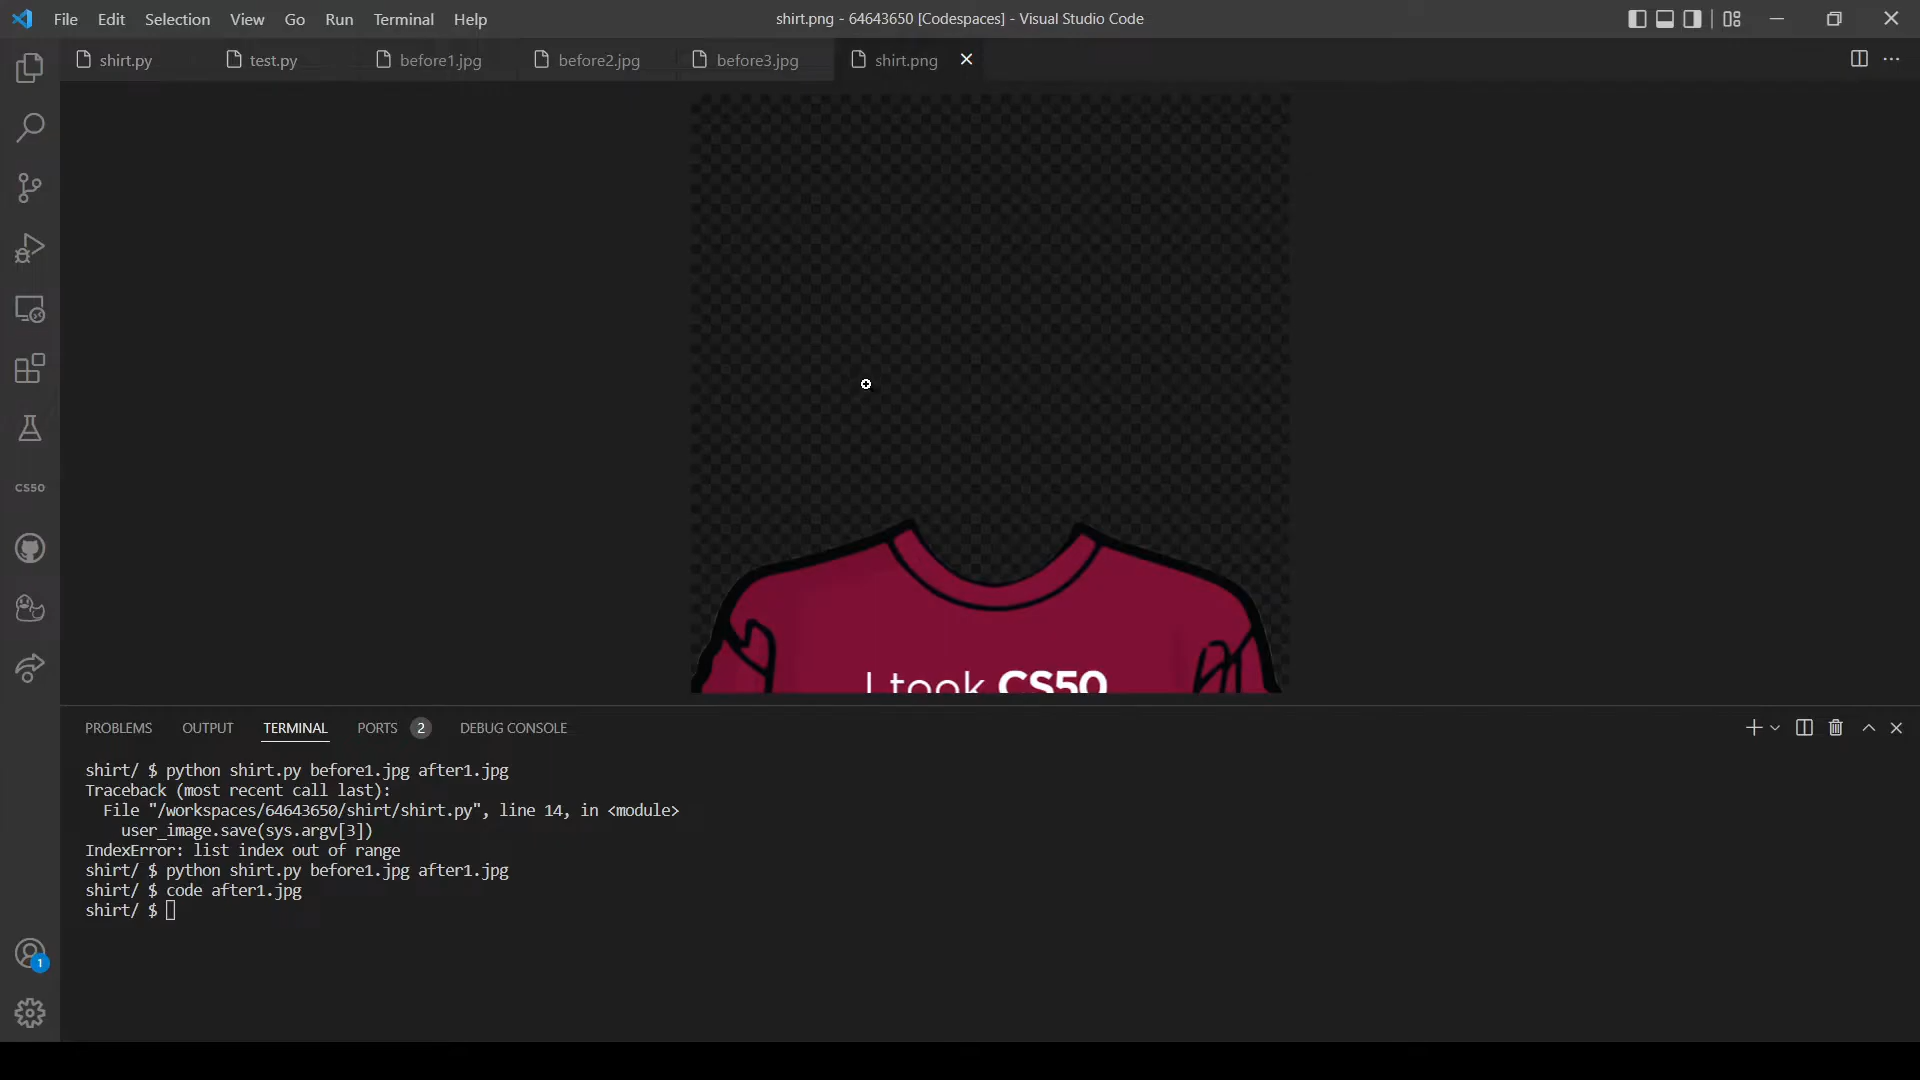 File Edit Selection View Go Run Terminal Help
shirt.png - 64643650 [Codespaces] - Visual Studio Code
shirt.py test.py before1.jpg before2.jpg before3.jpg shirt.png
CS50
I took CS50
PROBLEMS OUTPUT TERMINAL PORTS 2 DEBUG CONSOLE
shirt/ $ python shirt.py before1.jpg after1.jpg
Traceback (most recent call last):
File "/workspaces/64643650/shirt/shirt.py", line 14, in <module>
user_image.save(sys.argv[3])
IndexError: list index out of range
shirt/ $ python shirt.py before1.jpg after1.jpg
shirt/ $ code after1.jpg
shirt/ $
1